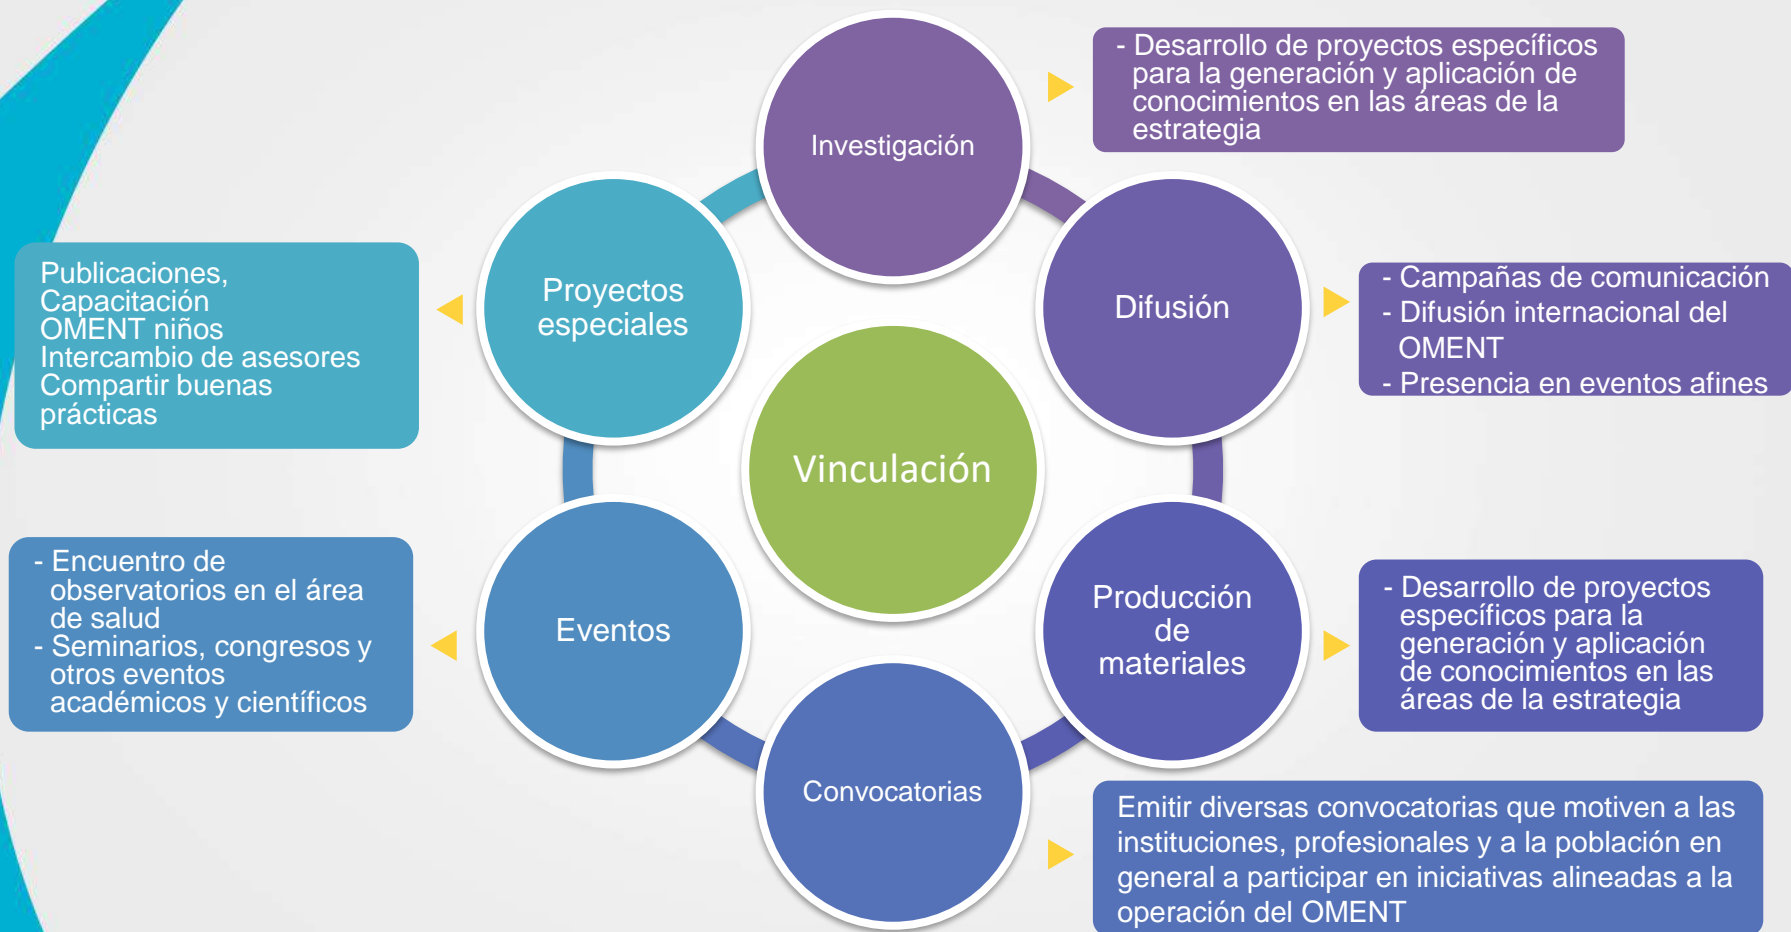 Investigación
- Desarrollo de proyectos específicos
para la generación y aplicación de
conocimientos en las áreas de la
estrategia
Difusión
- Campañas de comunicación
- Difusión internacional del
OMENT
- Presencia en eventos afines
Producción
de
materiales
- Desarrollo de proyectos
específicos para la
generación y aplicación
de conocimientos en las
áreas de la estrategia
Convocatorias
Emitir diversas convocatorias que motiven a las
instituciones, profesionales y a la población en
general a participar en iniciativas alineadas a la
operación del OMENT
Eventos
- Encuentro de
observatorios en el área
de salud
- Seminarios, congresos y
otros eventos
académicos y científicos
Proyectos
especiales
Publicaciones,
Capacitación
OMENT niños
Intercambio de asesores
Compartir buenas
prácticas
Vinculación